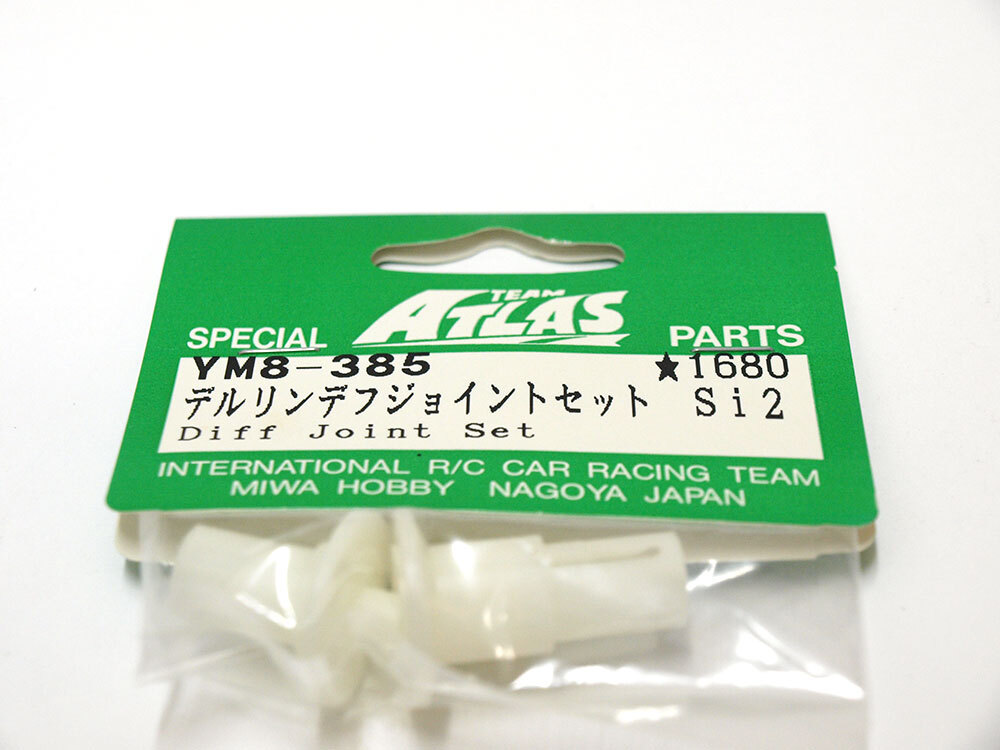 TEAM
ATLAS
SPECIAL PARTS
YM8-385 ★1680
デルリンデフジョイントセット Si2
Diff Joint Set
INTERNATIONAL R/C CAR RACING TEAM
MIWA HOBBY NAGOYA JAPAN